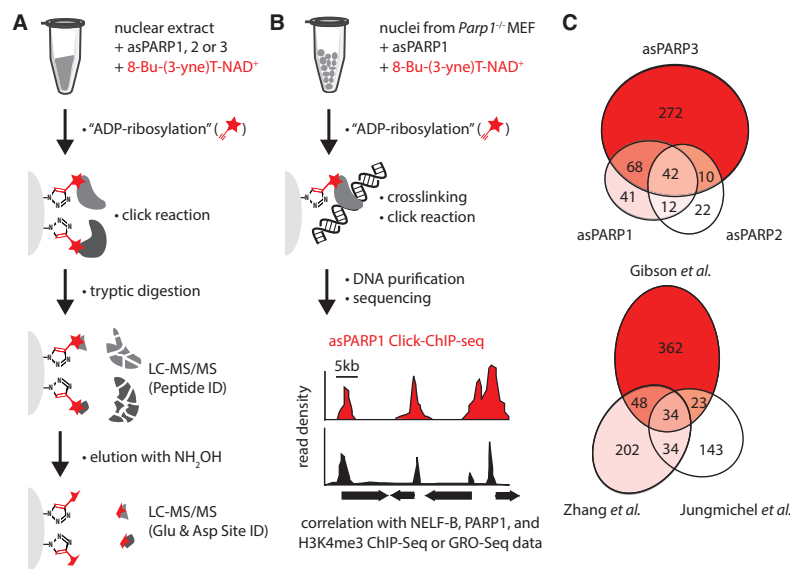 A
nuclear extract
+ asPARP1, 2 or 3
+ 8-Bu-(3-yne)T-NAD⁺
• "ADP-ribosylation" ( )
N N N
N N N
• click reaction
• tryptic digestion
N N N
N N N
LC-MS/MS
(Peptide ID)
• elution with NH₂OH
N N N
N N N
LC-MS/MS
(Glu & Asp Site ID)
B
nuclei from Parp1⁻/⁻ MEF
+ asPARP1
+ 8-Bu-(3-yne)T-NAD⁺
• "ADP-ribosylation" ( )
N N N
• crosslinking
• click reaction
• DNA purification
• sequencing
asPARP1 Click-ChIP-seq
5kb
read density
correlation with NELF-B, PARP1, and
H3K4me3 ChIP-Seq or GRO-Seq data
C
asPARP3
272
68 42 10
41 12 22
asPARP1 asPARP2
Gibson et al.
362
48 34 23
202 34 143
Zhang et al. Jungmichel et al.